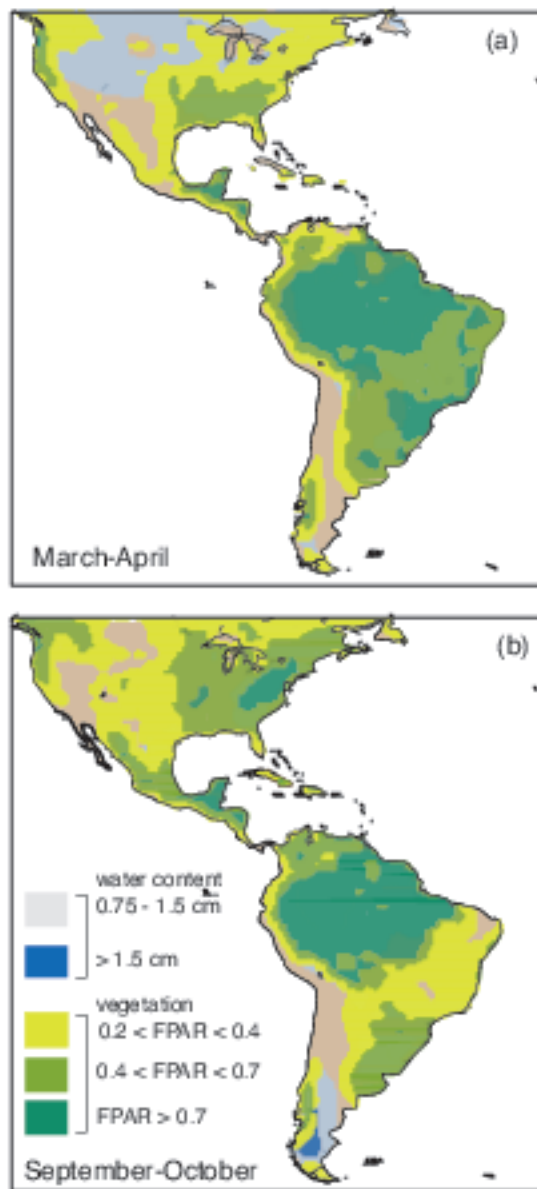 (a)
March-April
(b)
water content
0.75 - 1.5 cm
> 1.5 cm
vegetation
0.2 < FPAR < 0.4
0.4 < FPAR < 0.7
FPAR > 0.7
September-October